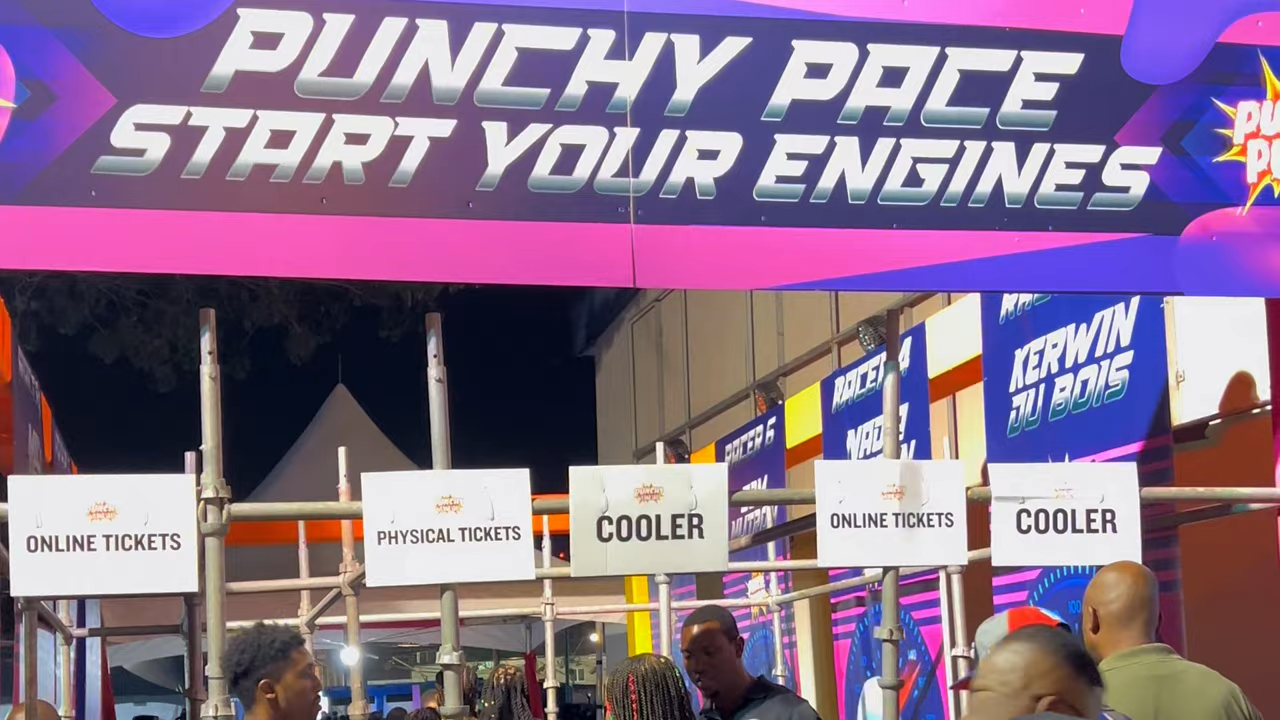 PUNCHY PACE
START YOUR ENGINES
KERWIN
DU BOIS
RACER 4
RACER 6
ONLINE TICKETS
PHYSICAL TICKETS
COOLER
ONLINE TICKETS
COOLER